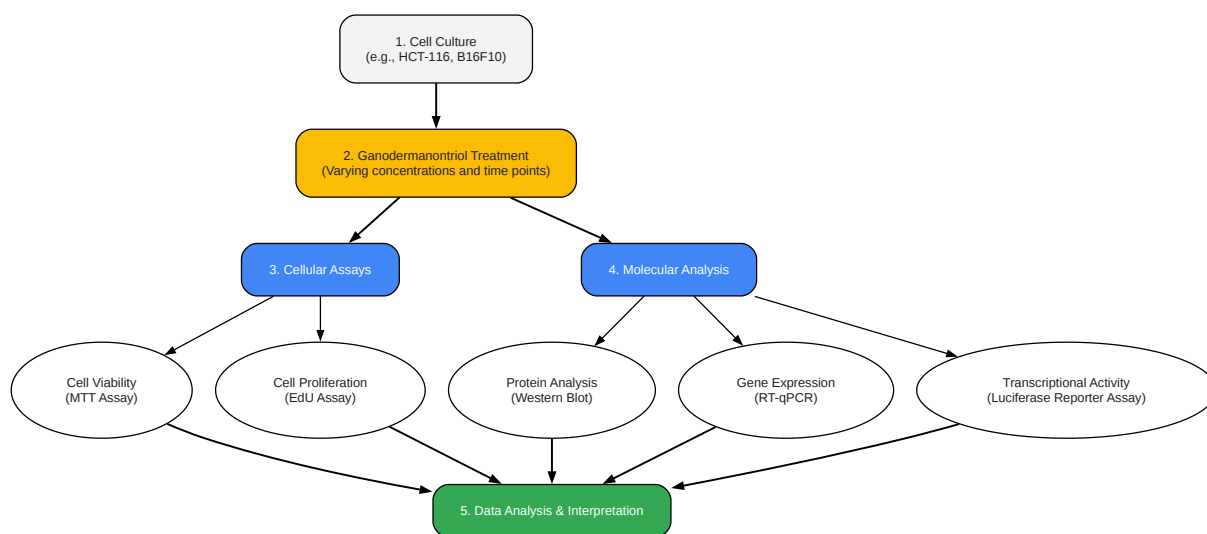 1. Cell Culture
(e.g., HCT-116, B16F10)
2. Ganodermanontriol Treatment
(Varying concentrations and time points)
3. Cellular Assays
4. Molecular Analysis
Cell Viability
(MTT Assay)
Cell Proliferation
(EdU Assay)
Protein Analysis
(Western Blot)
Gene Expression
(RT-qPCR)
Transcriptional Activity
(Luciferase Reporter Assay)
5. Data Analysis & Interpretation